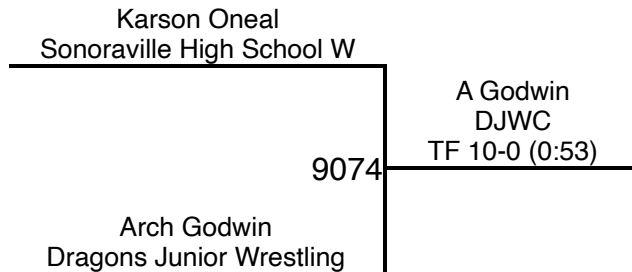 Karson Oneal
Sonoraville High School W
A Godwin
DJWC
TF 10-0 (0:53)
9074
Arch Godwin
Dragons Junior Wrestling